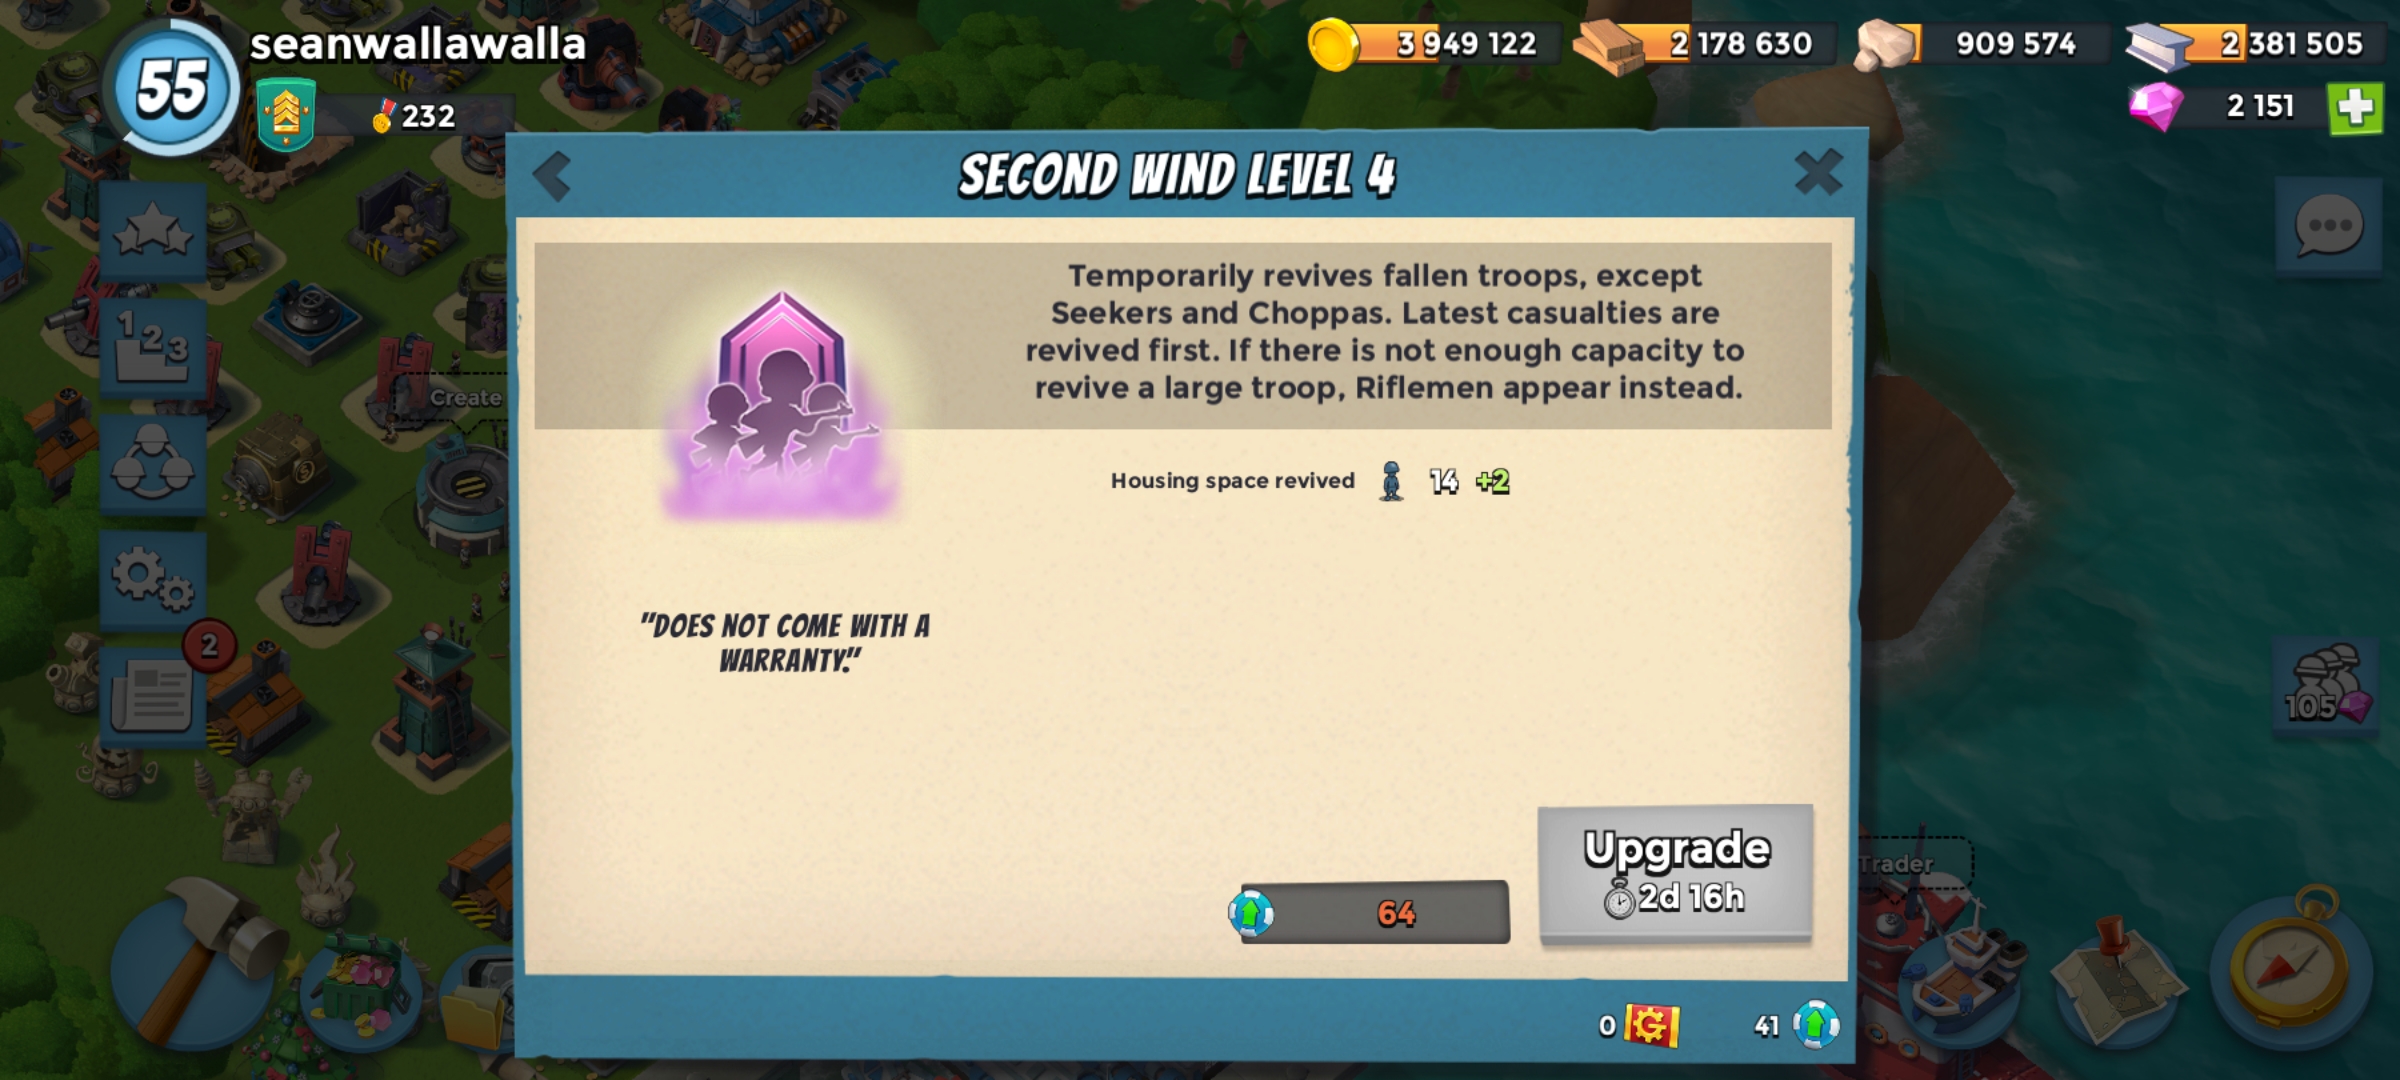 55
seanwallawalla
232
3 949 122
2 178 630
909 574
2 381 505
2 151
SECOND WIND LEVEL 4
Temporarily revives fallen troops, except
Seekers and Choppas. Latest casualties are
revived first. If there is not enough capacity to
revive a large troop, Riflemen appear instead.
Housing space revived 14 +2
"DOES NOT COME WITH A
WARRANTY."
1 2 3
Create
2
105
Upgrade
2d 16h
64
Trader
0 G
41